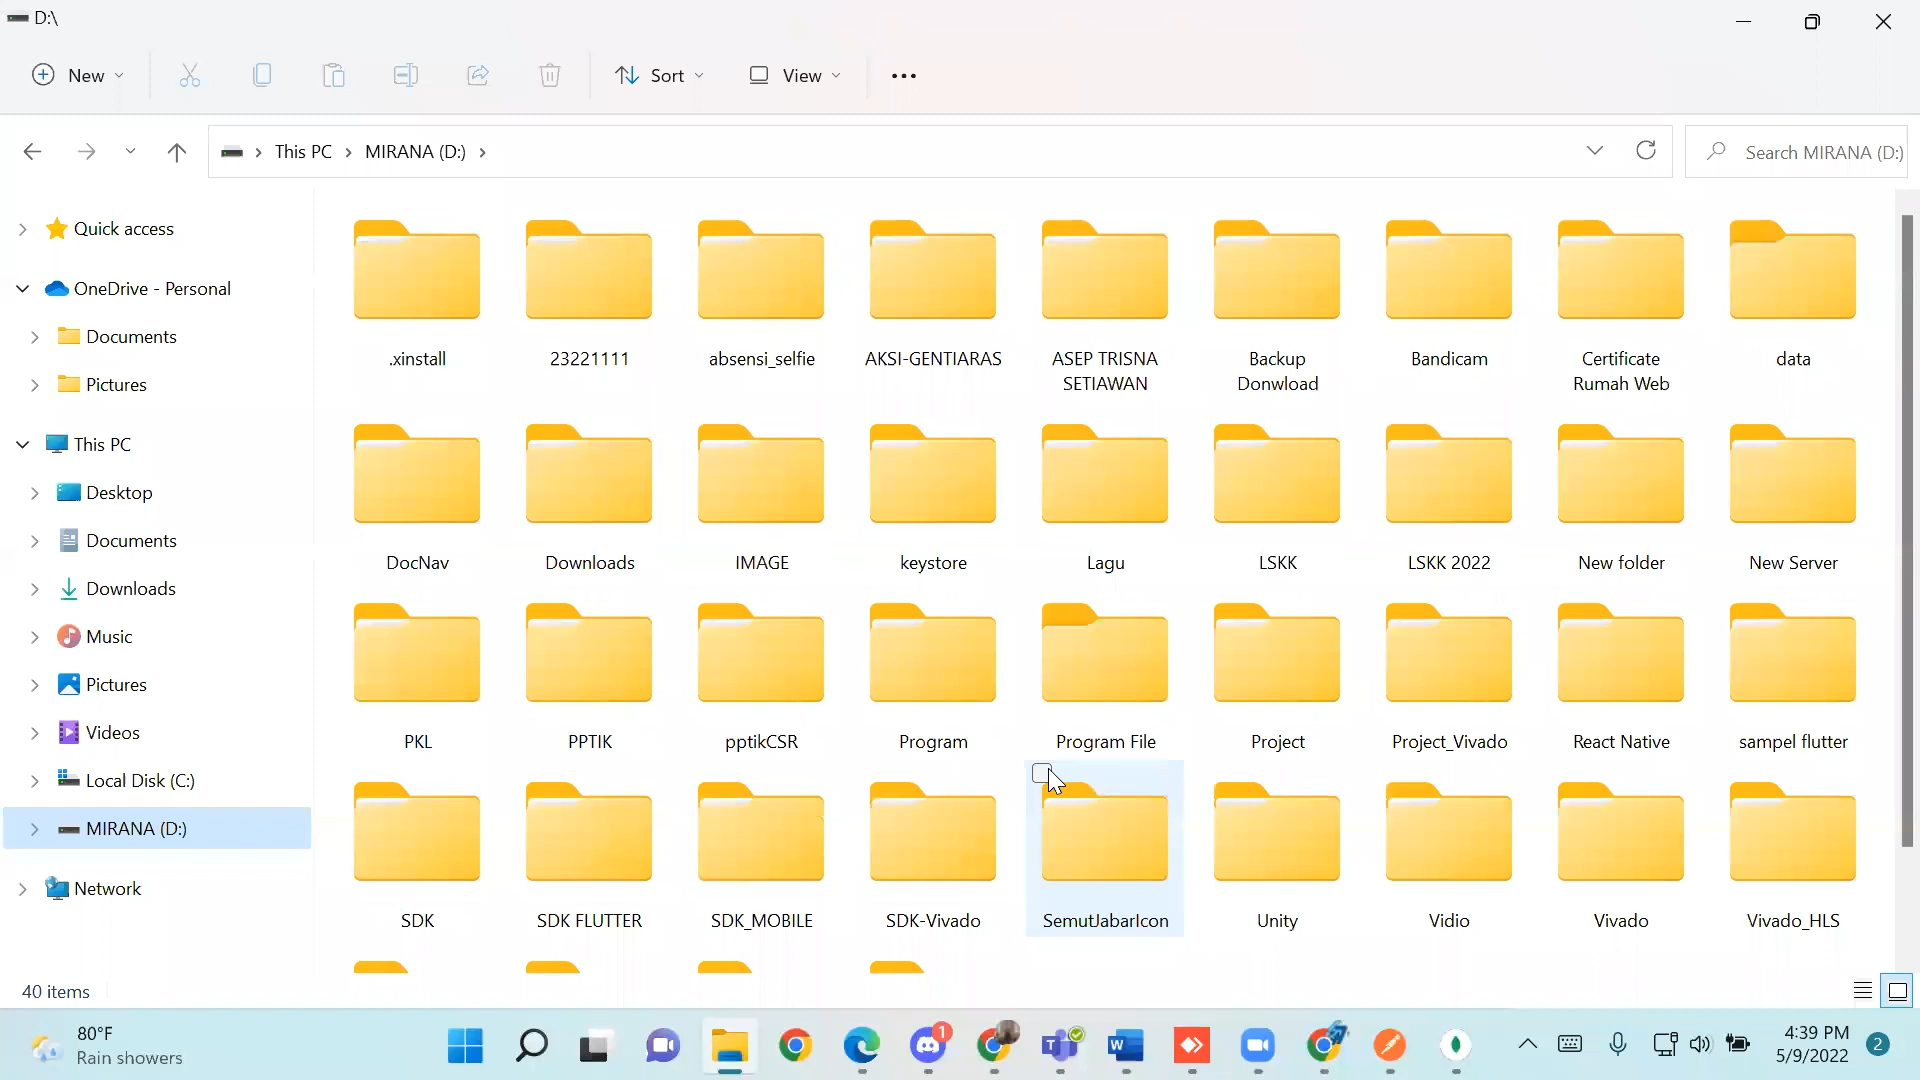 D:\
New
Sort
View
This PC
MIRANA (D:)
Search MIRANA (D:)
Quick access
OneDrive - Personal
Documents
Pictures
This PC
Desktop
Documents
Downloads
Music
Pictures
Videos
Local Disk (C:)
MIRANA (D:)
Network
.xinstall
23221111
absensi_selfie
AKSI-GENTIARAS
ASEP TRISNA
SETIAWAN
Backup
Donwload
Bandicam
Certificate
Rumah Web
data
DocNav
Downloads
IMAGE
keystore
Lagu
LSKK
LSKK 2022
New folder
New Server
PKL
PPTIK
pptikCSR
Program
Program File
Project
Project_Vivado
React Native
sampel flutter
SDK
SDK FLUTTER
SDK_MOBILE
SDK-Vivado
SemutJabarIcon
Unity
Vidio
Vivado
Vivado_HLS
40 items
80°F
Rain showers
1
T
W
4:39 PM
5/9/2022
2